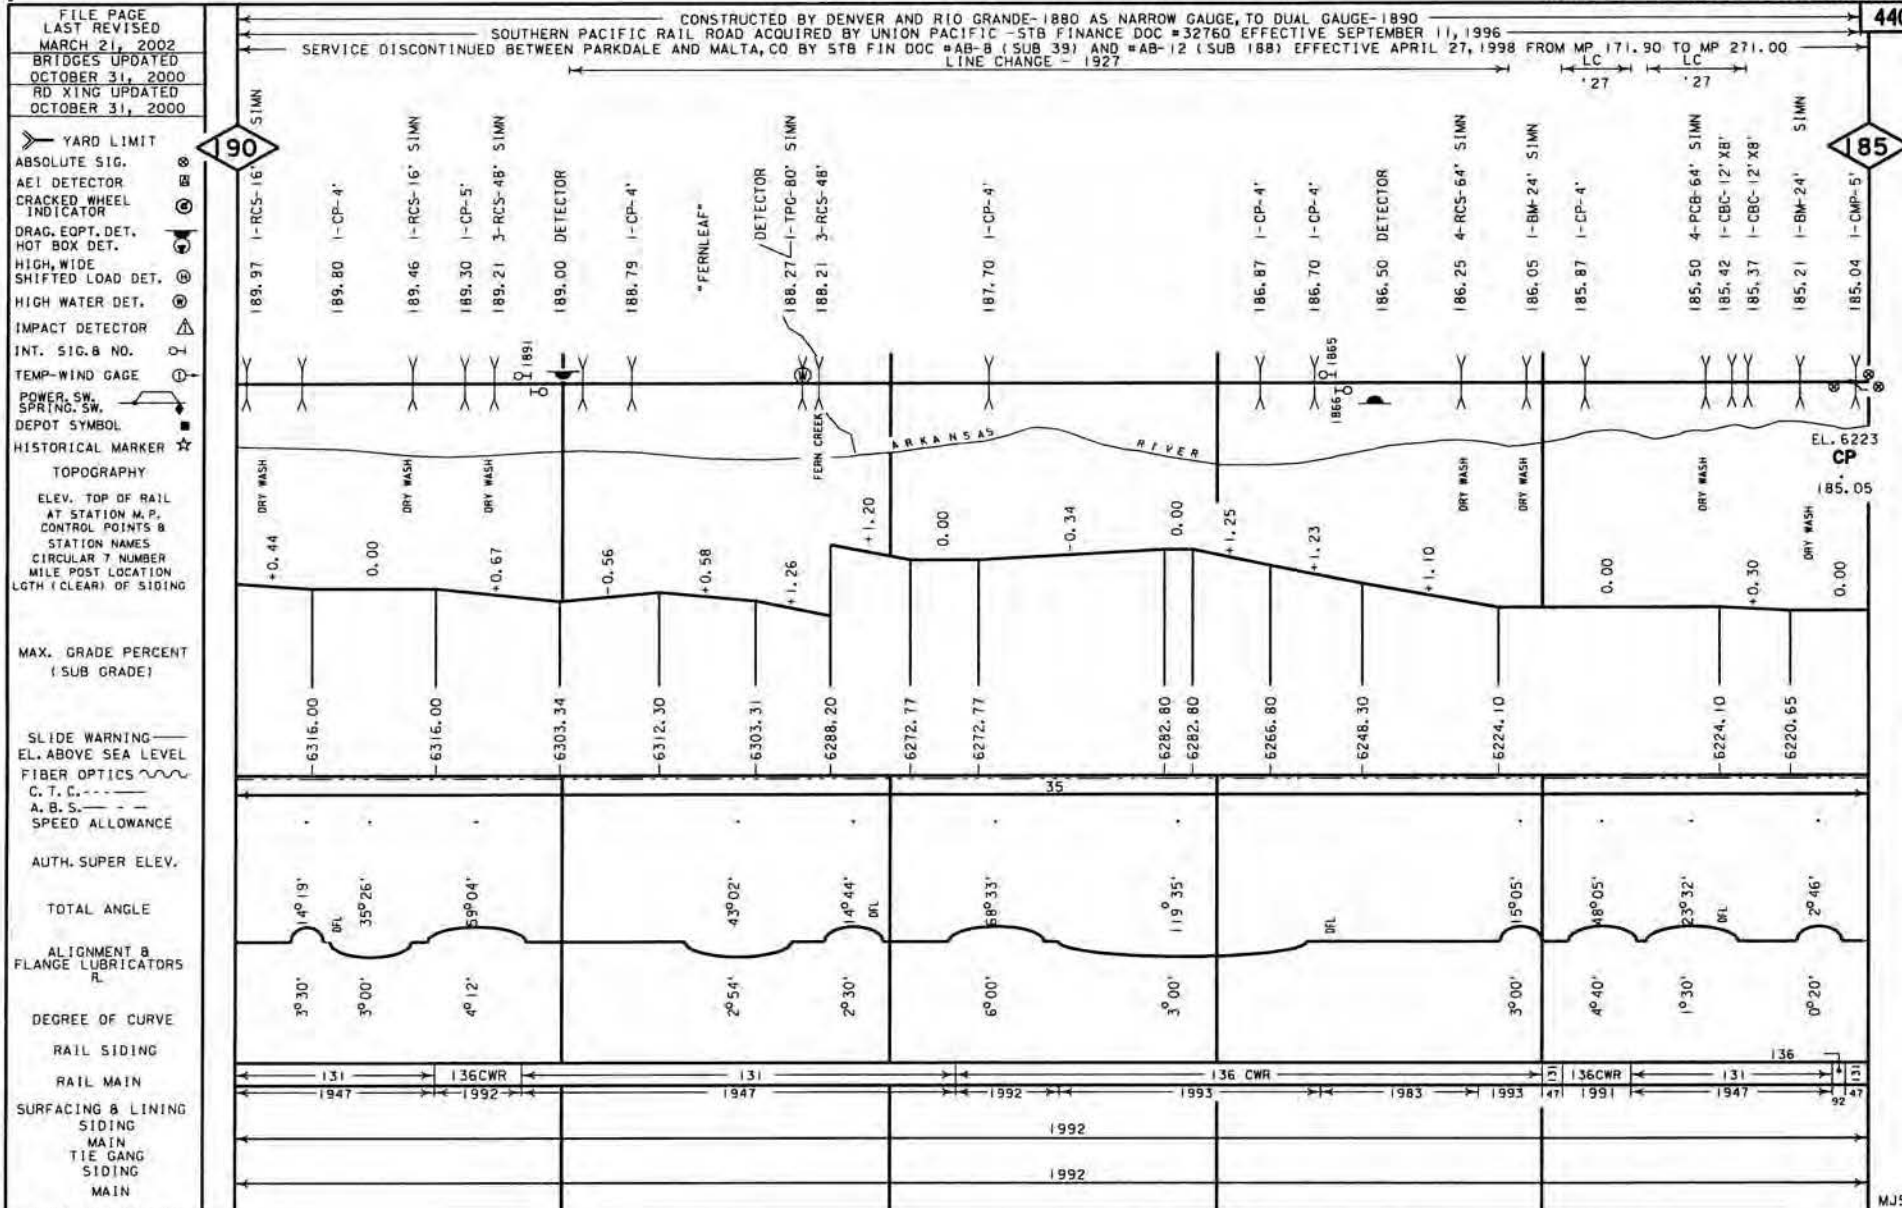 FILE PAGE
LAST REVISED
MARCH 21, 2002
BRIDGES UPDATED
OCTOBER 31, 2000
RD XING UPDATED
OCTOBER 31, 2000
CONSTRUCTED BY DENVER AND RIO GRANDE-1880 AS NARROW GAUGE, TO DUAL GAUGE-1890
SOUTHERN PACIFIC RAIL ROAD ACQUIRED BY UNION PACIFIC -STB FINANCE DOC #32760 EFFECTIVE SEPTEMBER 11, 1996
SERVICE DISCONTINUED BETWEEN PARKDALE AND MALTA, CO BY STB FIN DOC #AB-8 (SUB 39) AND #AB-12 (SUB 188) EFFECTIVE APRIL 27, 1998 FROM MP 171.90 TO MP 271.00
LINE CHANGE - 1927
LC '27
LC '27
440
190
185
YARD LIMIT
ABSOLUTE SIG.
AEI DETECTOR
CRACKED WHEEL
INDICATOR
DRAG. EQPT. DET.
HOT BOX DET.
HIGH, WIDE
SHIFTED LOAD DET.
HIGH WATER DET.
IMPACT DETECTOR
INT. SIG.& NO.
TEMP-WIND GAGE
POWER. SW.
SPRING. SW.
DEPOT SYMBOL
HISTORICAL MARKER
TOPOGRAPHY
ELEV. TOP OF RAIL
AT STATION M.P.
CONTROL POINTS &
STATION NAMES
CIRCULAR 7 NUMBER
MILE POST LOCATION
LGTH (CLEAR) OF SIDING
MAX. GRADE PERCENT
(SUB GRADE)
SLIDE WARNING
EL. ABOVE SEA LEVEL
FIBER OPTICS
C. T. C.
A. B. S.
SPEED ALLOWANCE
AUTH. SUPER ELEV.
TOTAL ANGLE
ALIGNMENT &
FLANGE LUBRICATORS
DEGREE OF CURVE
RAIL SIDING
RAIL MAIN
SURFACING & LINING
SIDING
MAIN
TIE GANG
SIDING
MAIN
189.97 1-RCS-16' SIMN
189.80 1-CP-4'
189.46 1-RCS-16' SIMN
189.30 1-CP-5'
189.21 3-RCS-48' SIMN
189.00 DETECTOR
188.79 1-CP-4'
"FERNLEAF"
DETECTOR
188.27 1-TPG-80' SIMN
188.21 3-RCS-48'
187.70 1-CP-4'
186.87 1-CP-4'
186.70 1-CP-4'
186.50 DETECTOR
186.25 4-RCS-64' SIMN
186.05 1-BM-24' SIMN
185.87 1-CP-4'
185.50 4-PCB-64' SIMN
185.42 1-CBC-12'X8'
185.37 1-CBC-12'X8'
185.21 1-BM-24' SIMN
185.04 1-CMP-5'
1891
W
1865
1866
FERN CREEK
ARKANSAS RIVER
EL. 6223
CP
185.05
DRY WASH
DRY WASH
DRY WASH
DRY WASH
DRY WASH
DRY WASH
DRY WASH
+0.44
0.00
+0.67
-0.56
+0.58
+1.26
+1.20
0.00
-0.34
0.00
+1.25
+1.23
+1.10
0.00
+0.30
0.00
6316.00
6316.00
6303.34
6312.30
6303.31
6288.20
6272.77
6272.77
6282.80
6282.80
6266.80
6248.30
6224.10
6224.10
6220.65
35
14°19'
DFL
35°26'
59°04'
43°02'
14°44'
DFL
68°33'
119°35'
DFL
15°05'
48°05'
23°32'
DFL
2°46'
3°30'
3°00'
4°12'
2°54'
2°30'
6°00'
3°00'
3°00'
4°40'
1°30'
0°20'
136
131
136CWR
131
136 CWR
131
136CWR
131
131
1947
1992
1947
1992
1993
1983
1993
47
1991
1947
92
47
1992
1992
MJS